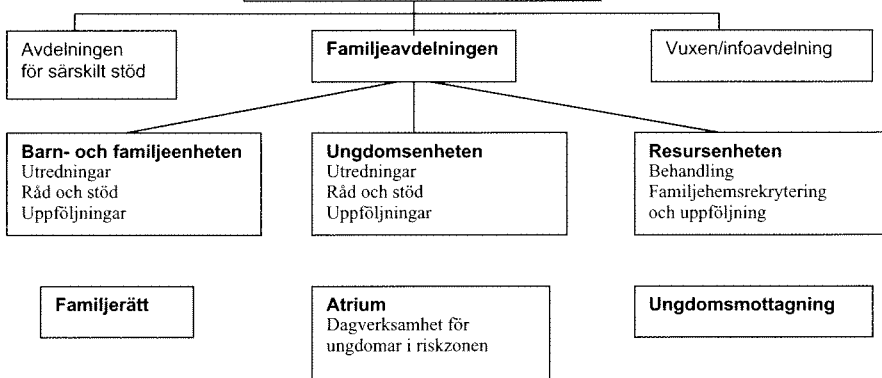 Avdelningen
för särskilt stöd
Familjeavdelningen
Vuxen/infoavdelning
Barn- och familjeenheten
Utredningar
Råd och stöd
Uppföljningar
Ungdomsenheten
Utredningar
Råd och stöd
Uppföljningar
Resursenheten
Behandling
Familjehemsrekrytering
och uppföljning
Familjerätt
Atrium
Dagverksamhet för
ungdomar i riskzonen
Ungdomsmottagning